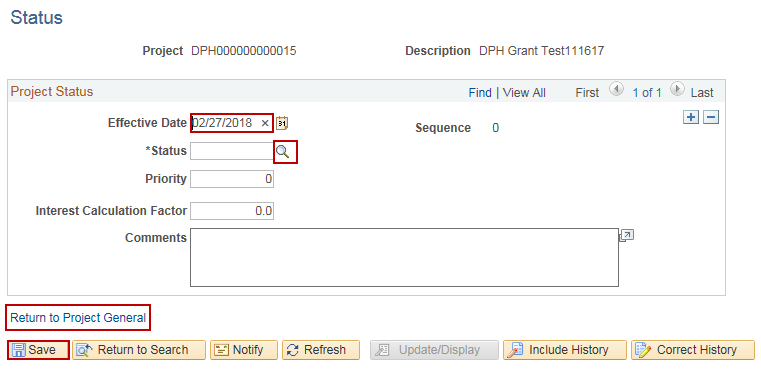 Status
Project DPH000000000015 Description DPH Grant Test111617
Project Status Find | View All First 1 of 1 Last
Effective Date 02/27/2018 × 31 Sequence 0
*Status
Priority 0
Interest Calculation Factor 0.0
Comments
Return to Project General
Save Return to Search Notify Refresh Update/Display Include History Correct History